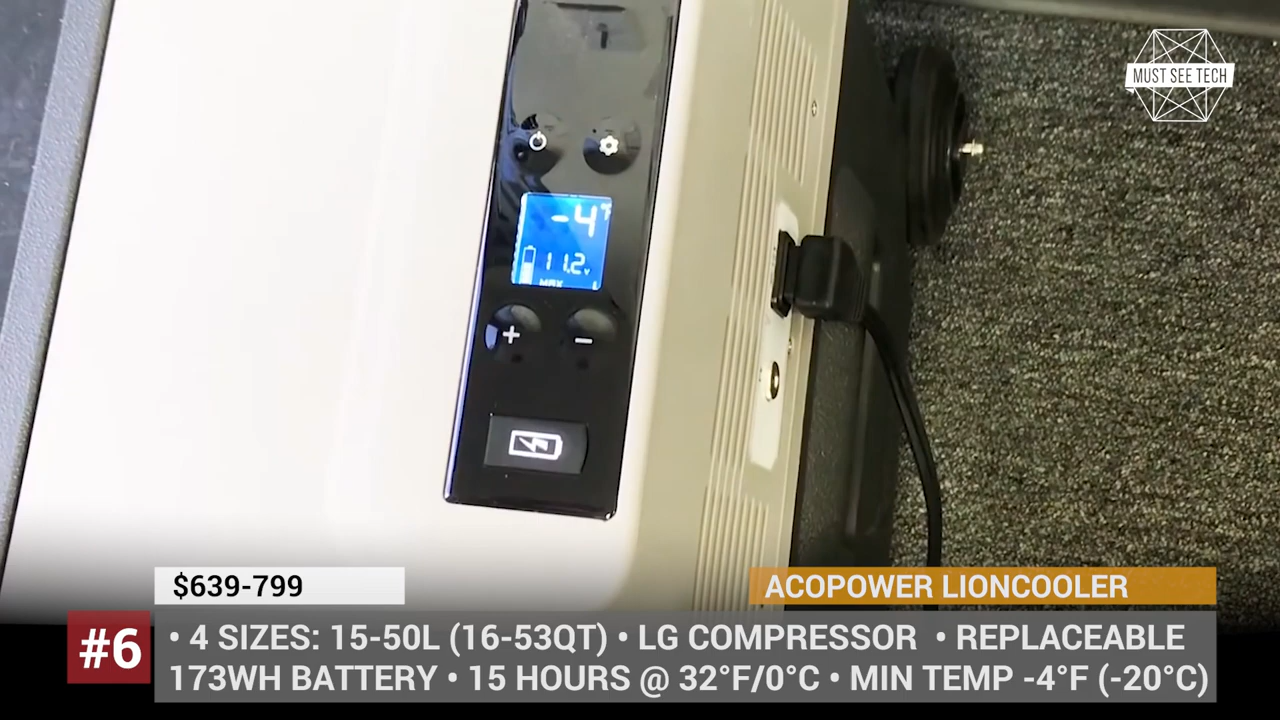 MUST SEE TECH
-4°F
11.2v
MAX
+ −
$639-799
ACOPOWER LIONCOOLER
#6
• 4 SIZES: 15-50L (16-53QT) • LG COMPRESSOR • REPLACEABLE
173WH BATTERY • 15 HOURS @ 32°F/0°C • MIN TEMP -4°F (-20°C)